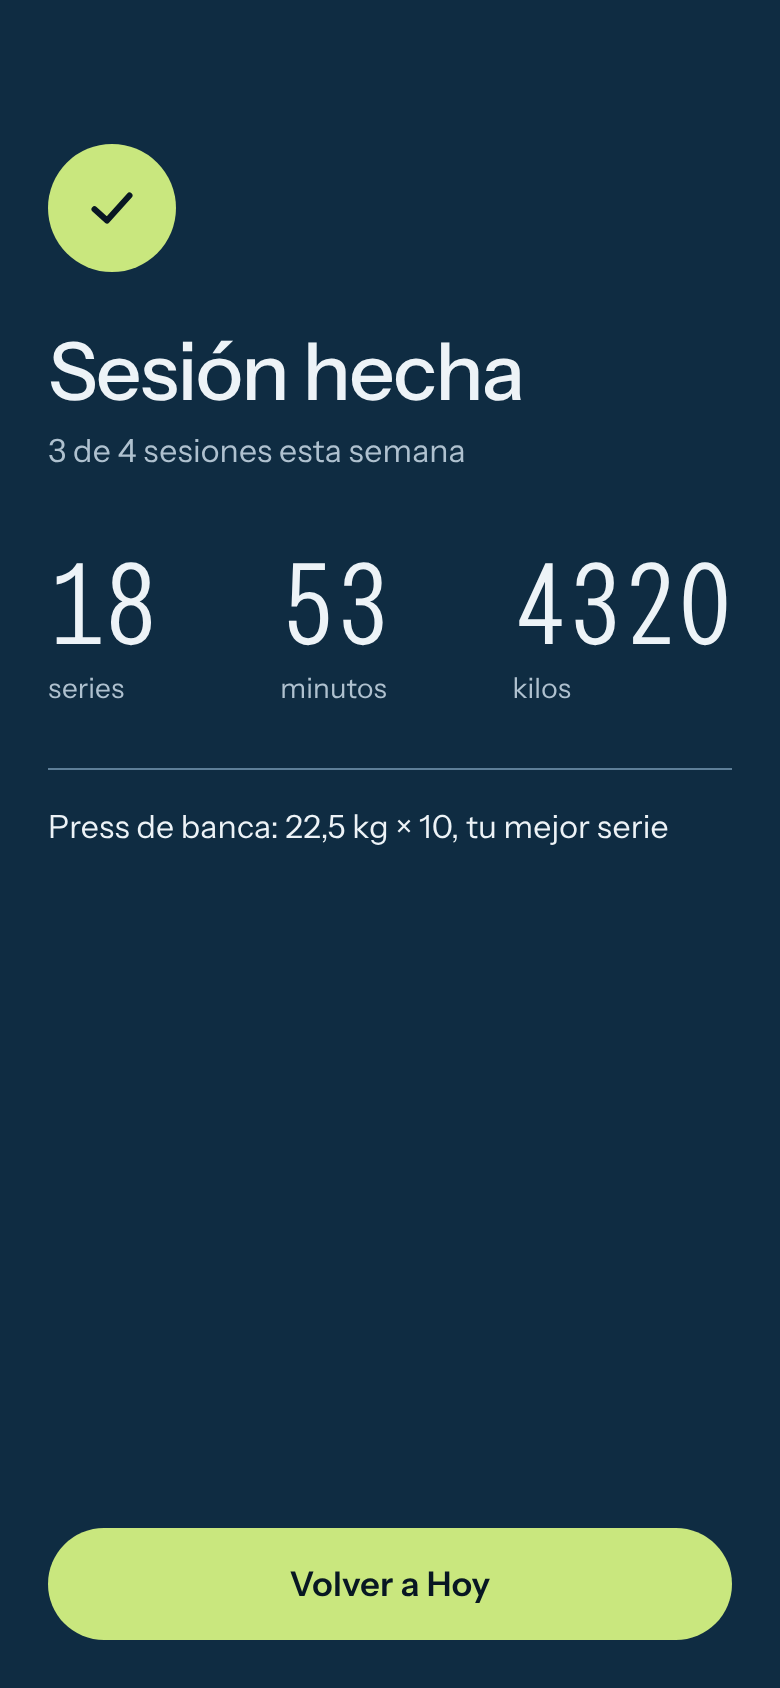 Sesión hecha
3 de 4 sesiones esta semana
18 53 4320
series minutos kilos
Press de banca: 22,5 kg × 10, tu mejor serie
Volver a Hoy